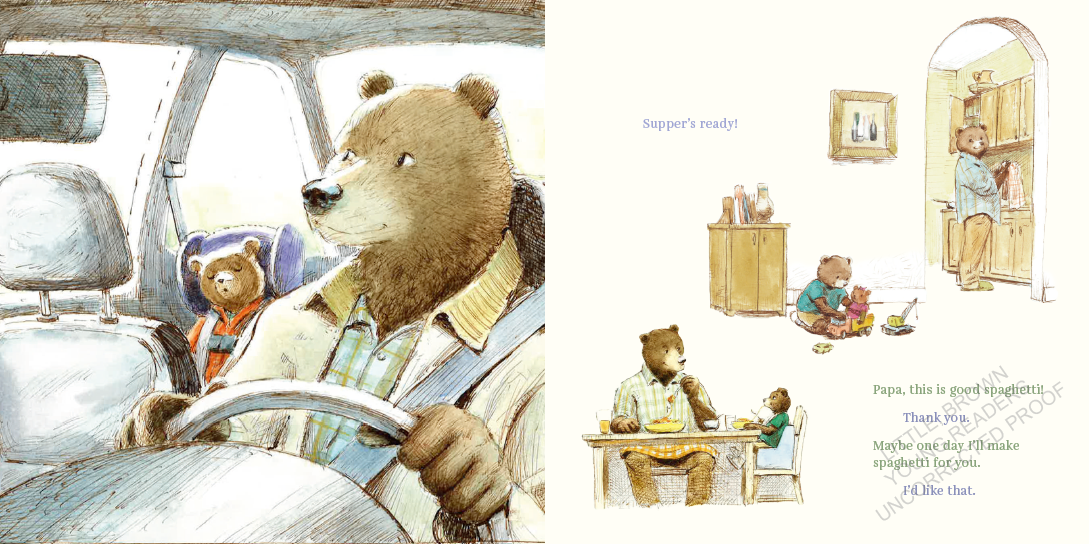 Supper's ready!
Papa, this is good spaghetti!
Thank you.
Maybe one day I'll make
spaghetti for you.
I'd like that.
LITTLE, BROWN
YOUNG READERS
UNCORRECTED PROOF